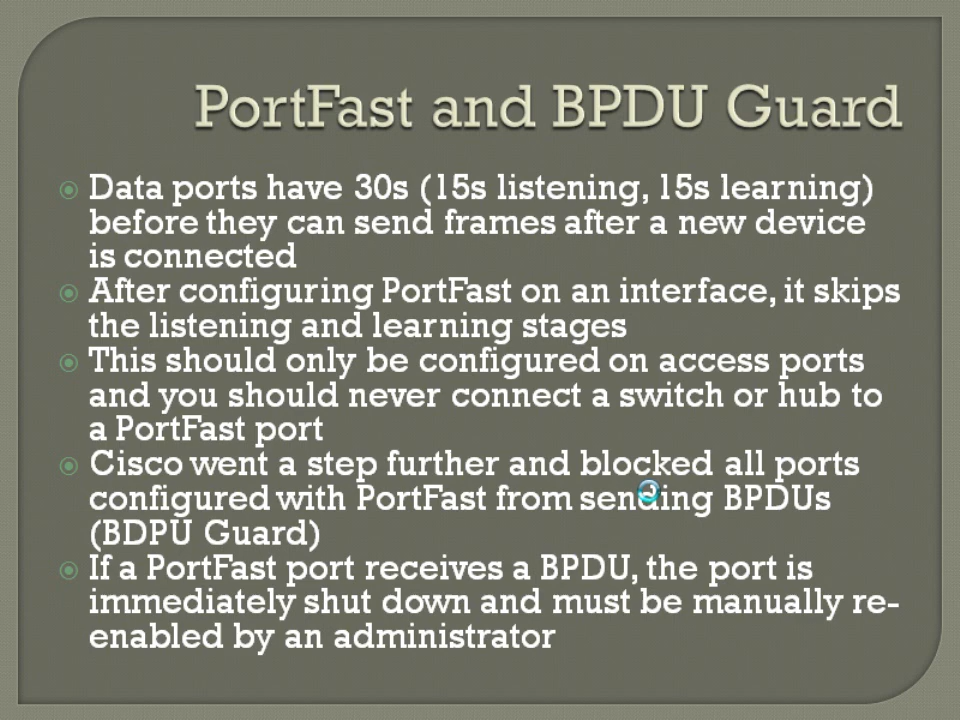 PortFast and BPDU Guard
Data ports have 30s (15s listening, 15s learning)
before they can send frames after a new device
is connected
After configuring PortFast on an interface, it skips
the listening and learning stages
This should only be configured on access ports
and you should never connect a switch or hub to
a PortFast port
Cisco went a step further and blocked all ports
configured with PortFast from sending BPDUs
(BDPU Guard)
If a PortFast port receives a BPDU, the port is
immediately shut down and must be manually re-
enabled by an administrator